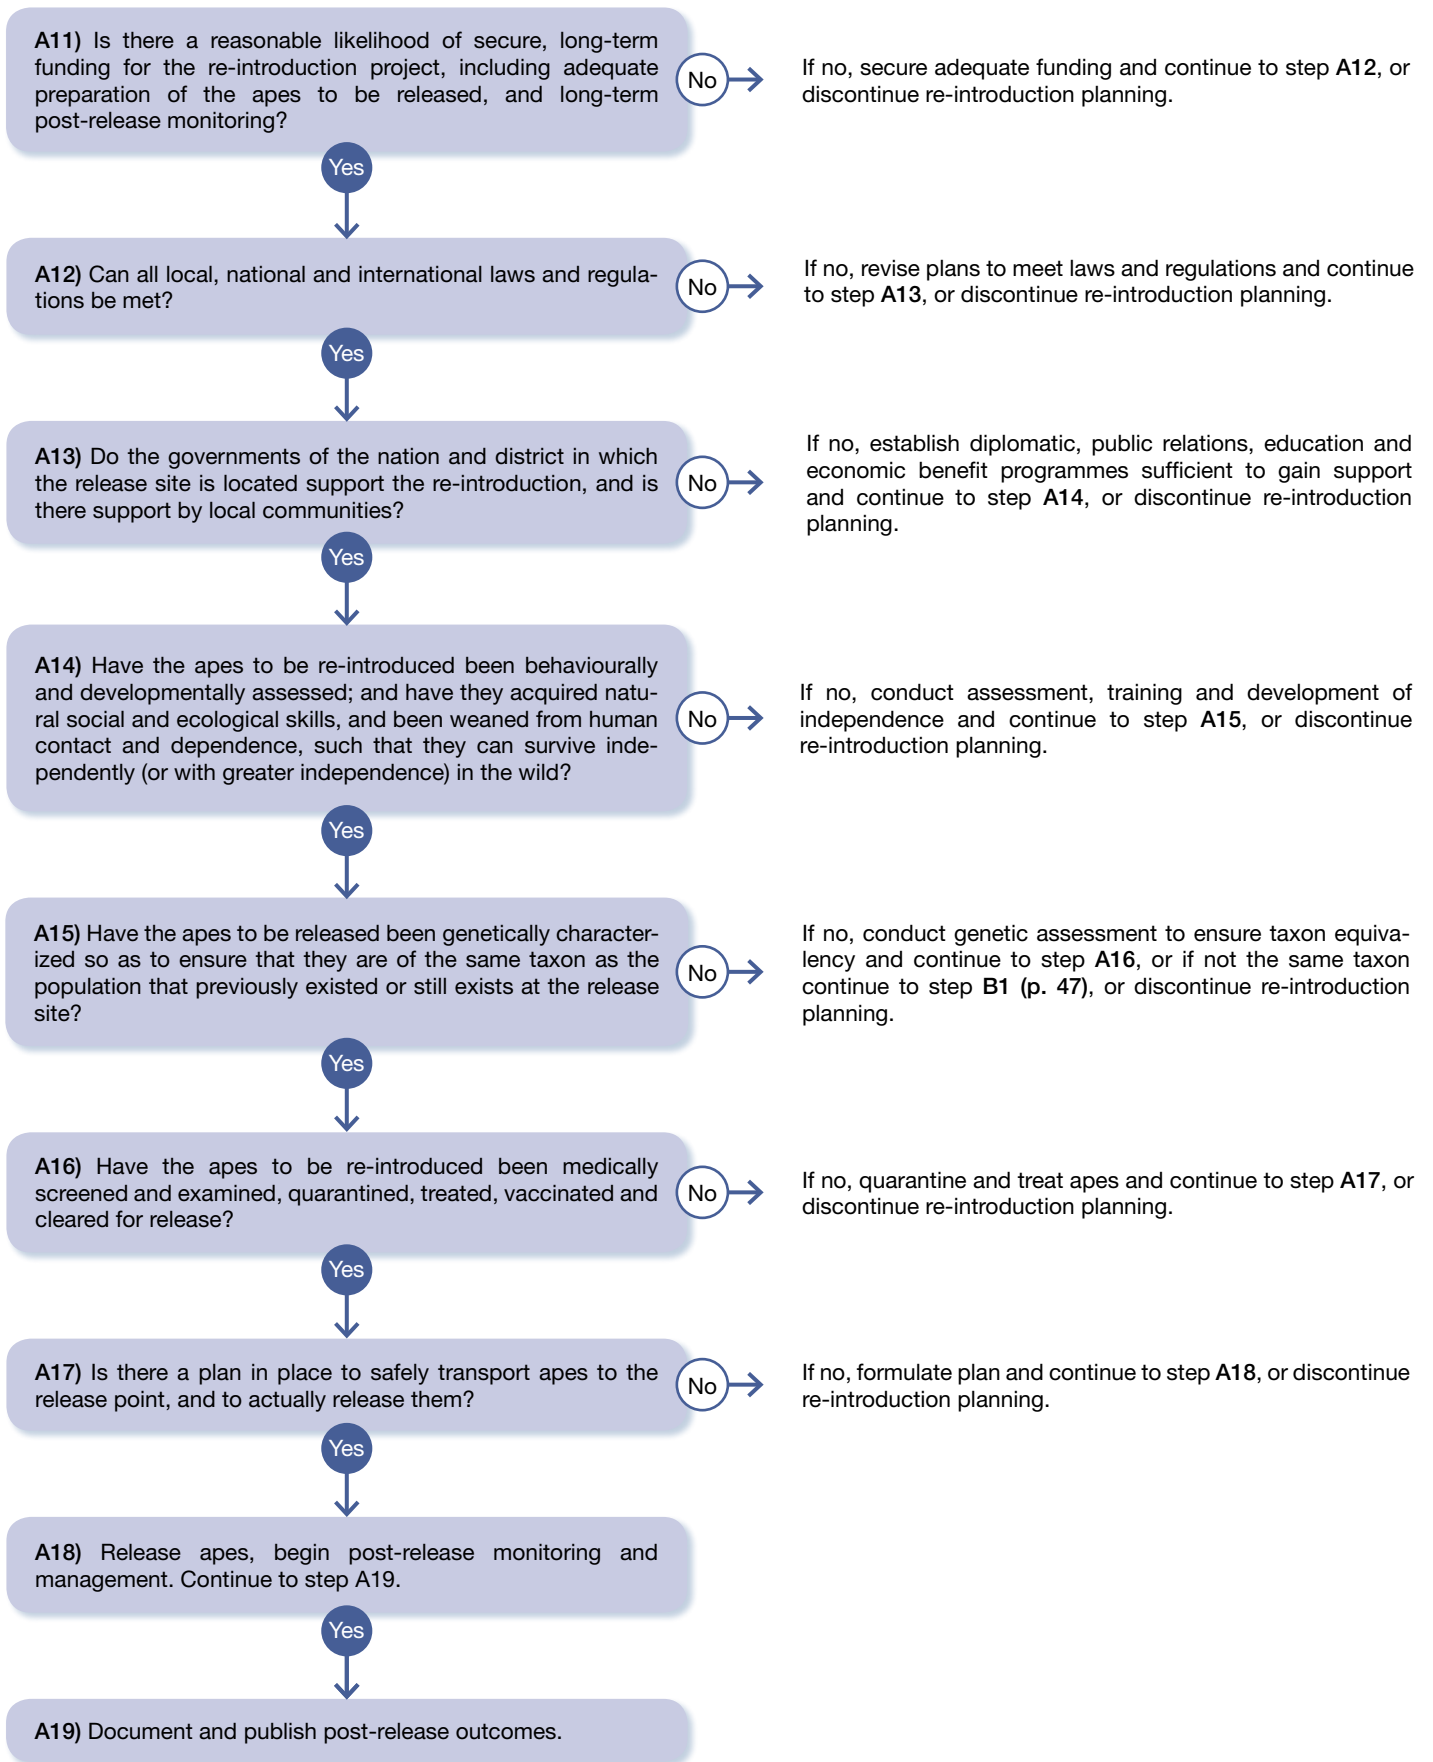 A11) Is there a reasonable likelihood of secure, long-term
funding for the re-introduction project, including adequate
preparation of the apes to be released, and long-term
post-release monitoring?
No
If no, secure adequate funding and continue to step A12, or
discontinue re-introduction planning.
Yes
A12) Can all local, national and international laws and regula-
tions be met?
No
If no, revise plans to meet laws and regulations and continue
to step A13, or discontinue re-introduction planning.
Yes
A13) Do the governments of the nation and district in which
the release site is located support the re-introduction, and is
there support by local communities?
No
If no, establish diplomatic, public relations, education and
economic benefit programmes sufficient to gain support
and continue to step A14, or discontinue re-introduction
planning.
Yes
A14) Have the apes to be re-introduced been behaviourally
and developmentally assessed; and have they acquired natu-
ral social and ecological skills, and been weaned from human
contact and dependence, such that they can survive inde-
pendently (or with greater independence) in the wild?
No
If no, conduct assessment, training and development of
independence and continue to step A15, or discontinue
re-introduction planning.
Yes
A15) Have the apes to be released been genetically character-
ized so as to ensure that they are of the same taxon as the
population that previously existed or still exists at the release
site?
No
If no, conduct genetic assessment to ensure taxon equiva-
lency and continue to step A16, or if not the same taxon
continue to step B1 (p. 47), or discontinue re-introduction
planning.
Yes
A16) Have the apes to be re-introduced been medically
screened and examined, quarantined, treated, vaccinated and
cleared for release?
No
If no, quarantine and treat apes and continue to step A17, or
discontinue re-introduction planning.
Yes
A17) Is there a plan in place to safely transport apes to the
release point, and to actually release them?
No
If no, formulate plan and continue to step A18, or discontinue
re-introduction planning.
Yes
A18) Release apes, begin post-release monitoring and
management. Continue to step A19.
Yes
A19) Document and publish post-release outcomes.